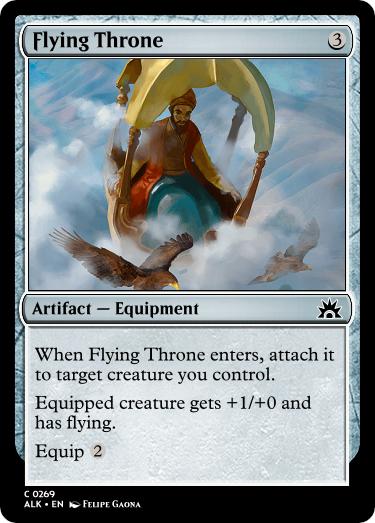 Flying Throne 3
Artifact — Equipment
When Flying Throne enters, attach it
to target creature you control.
Equipped creature gets +1/+0 and
has flying.
Equip 2
C 0269
ALK • EN Felipe Gaona